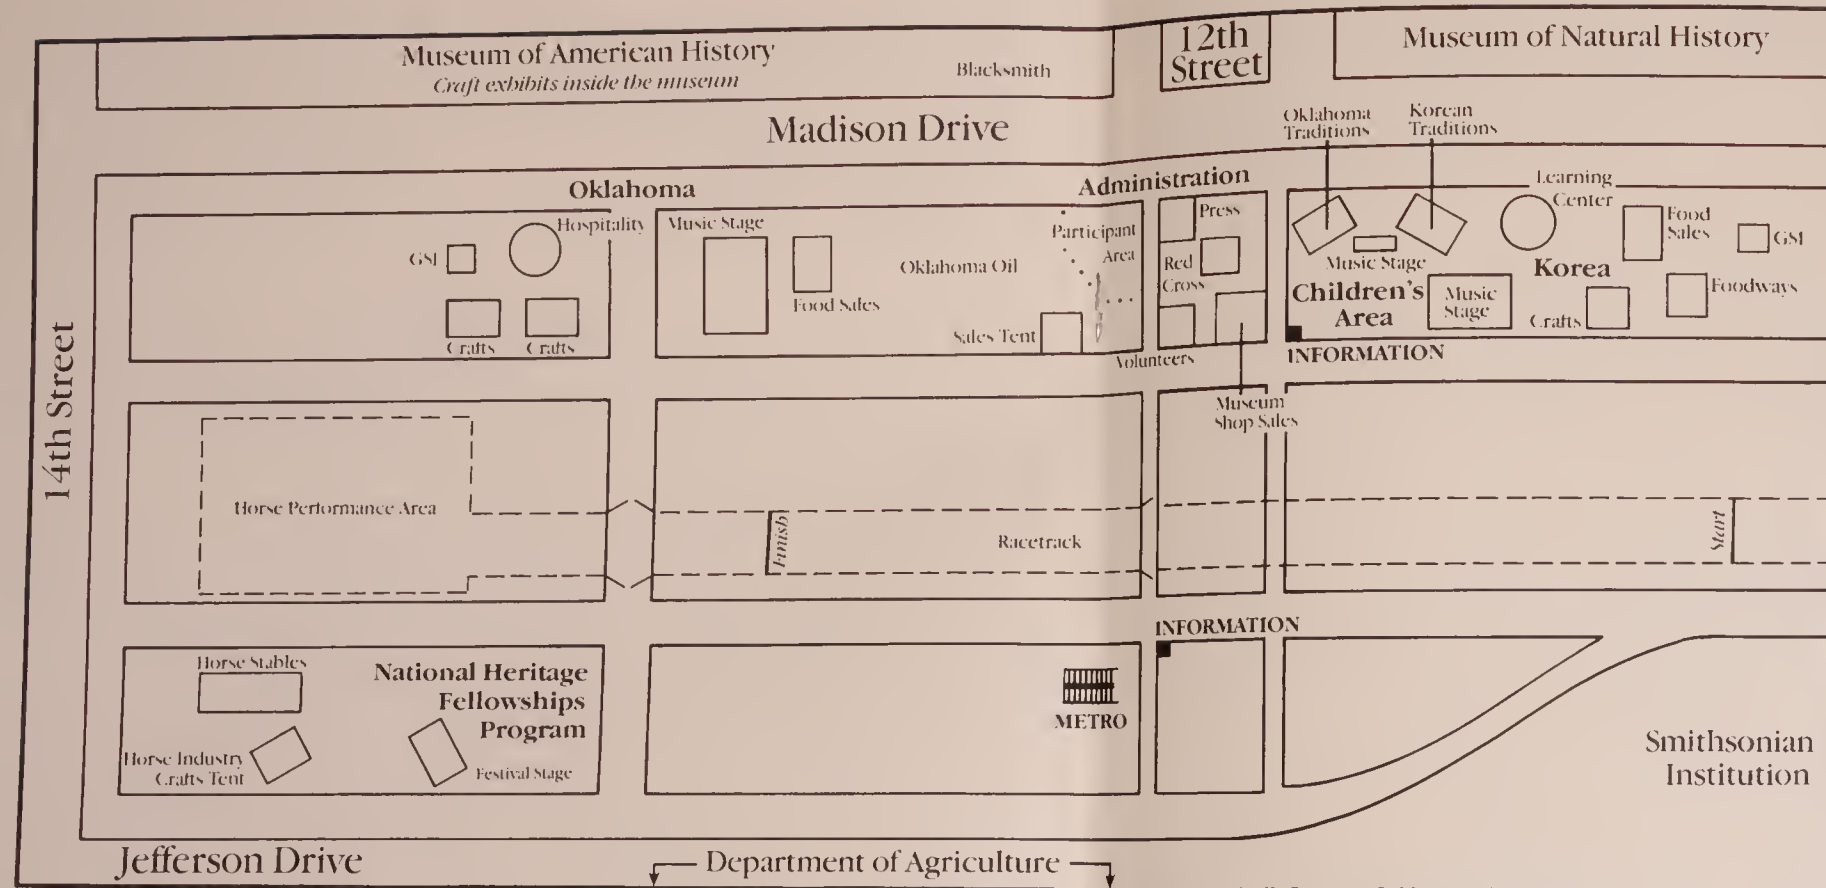 Museum of American History
Craft exhibits inside the museum
Blacksmith
12th
Street
Museum of Natural History
Madison Drive
Oklahoma
Traditions
Korean
Traditions
14th Street
Oklahoma
Hospitality
GSI
Crafts
Crafts
Music Stage
Food Sales
Oklahoma Oil
Participant
Area
Sales Tent
Administration
Press
Red
Cross
Volunteers
Museum
Shop Sales
Learning
Center
Music Stage
Children's
Area
Music
Stage
Korea
Crafts
Food
Sales
GSI
Foodways
INFORMATION
Horse Performance Area
Finish
Racetrack
Start
Horse Stables
National Heritage
Fellowships
Program
Horse Industry
Crafts Tent
Festival Stage
METRO
INFORMATION
Smithsonian
Institution
Jefferson Drive
Department of Agriculture